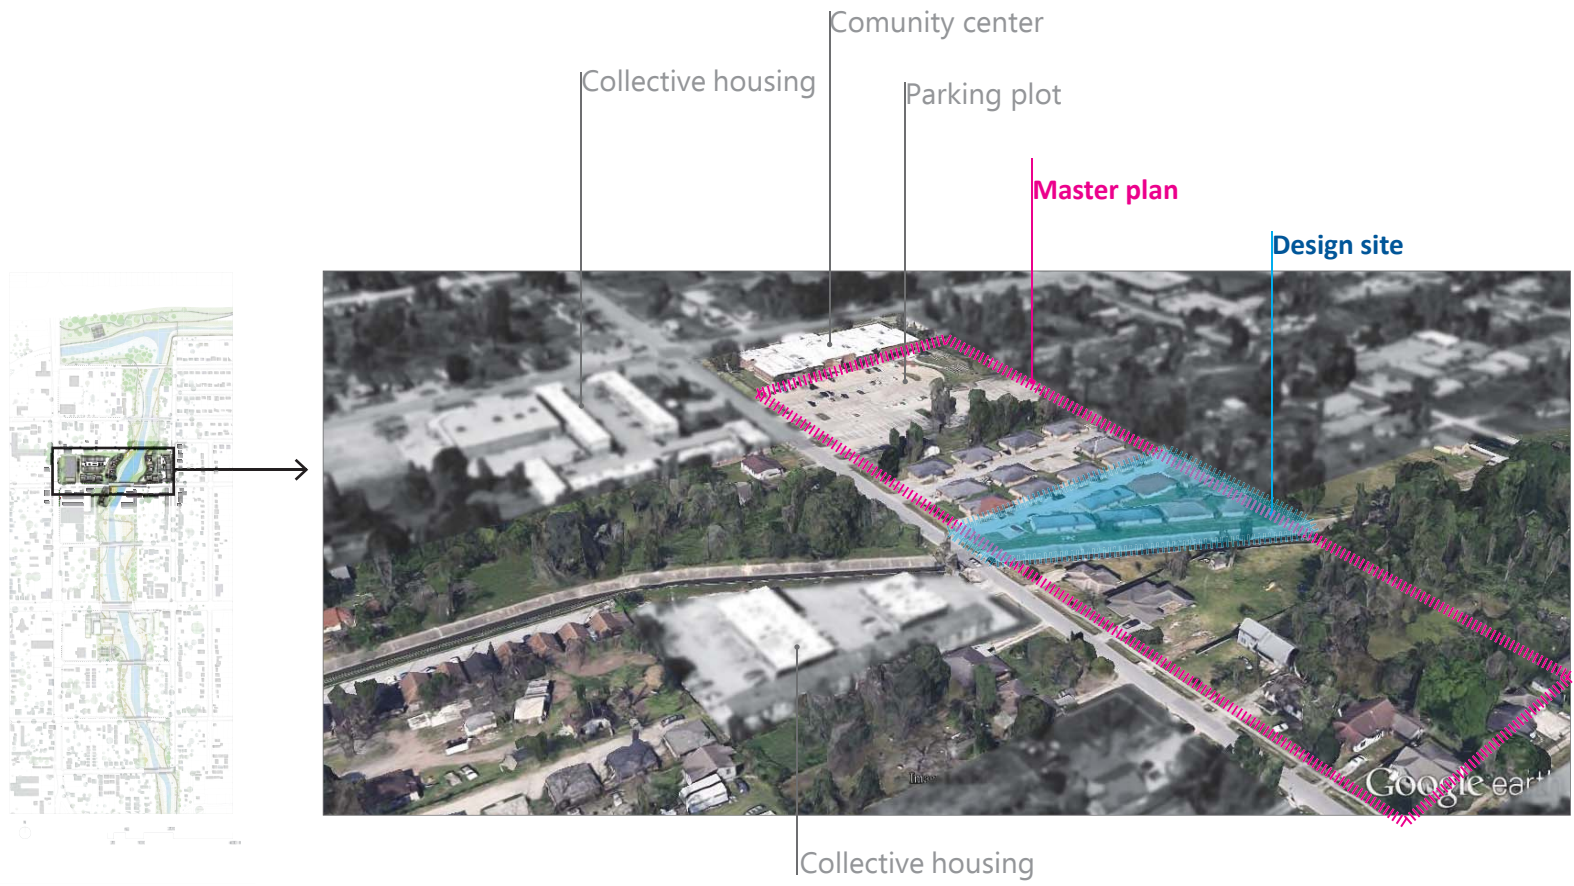 Comunity center
Collective housing
Parking plot
Master plan
Design site
Google earth
Collective housing